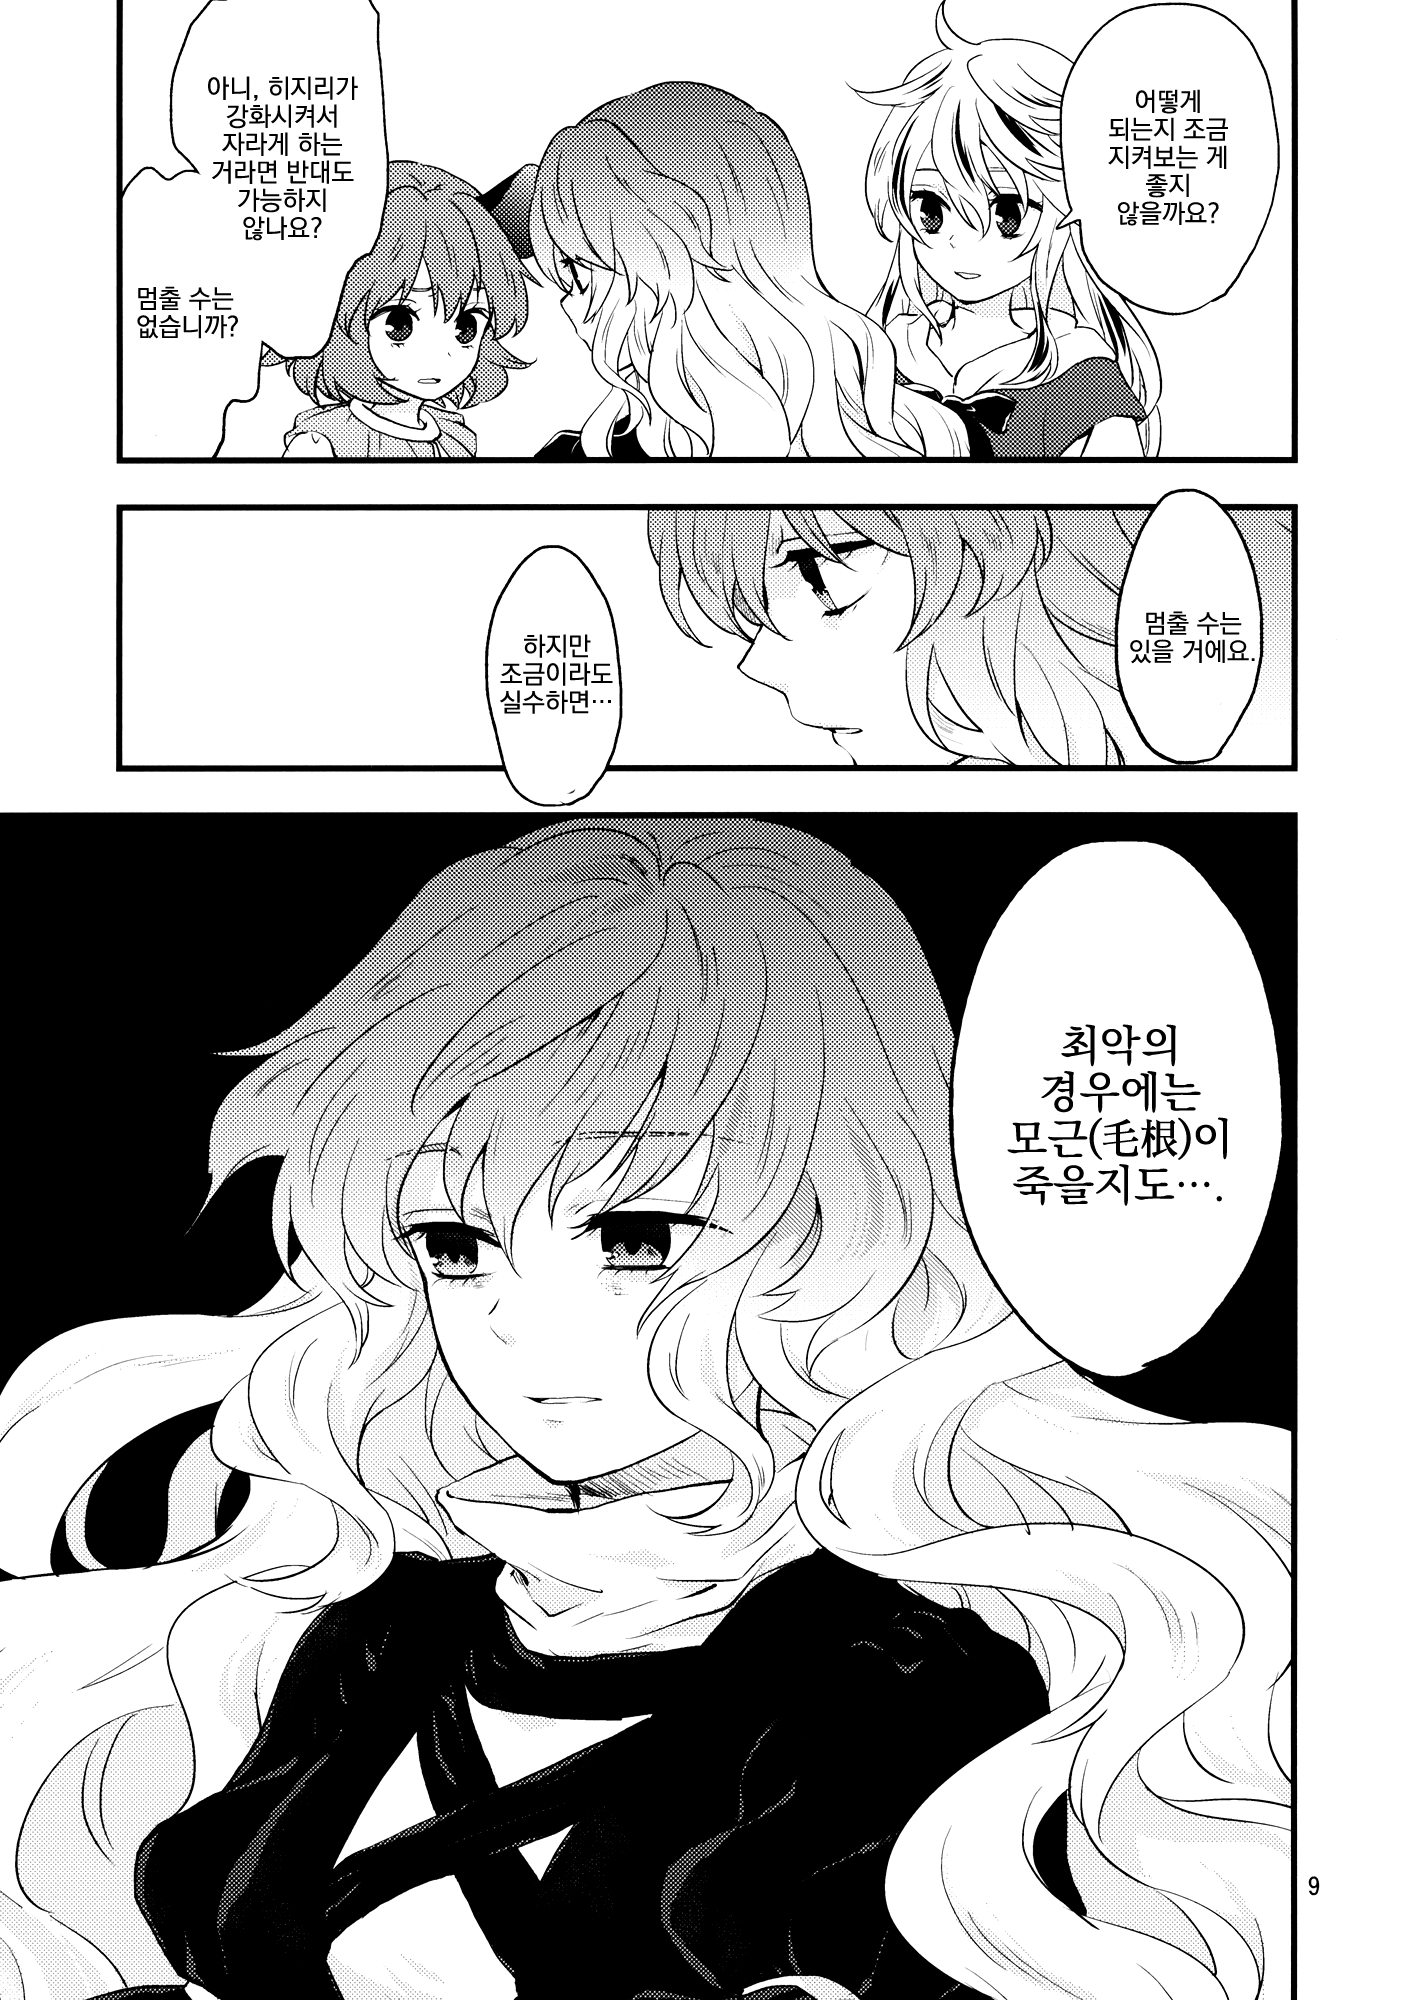 어떻게
되는지 조금
지켜보는 게
좋지
않을까요?
아니, 히지리가
강화시켜서
자라게 하는
거라면 반대도
가능하지
않나요?
멈출 수는
없습니까?
멈출 수는
있을 거에요.
하지만
조금이라도
실수하면…
최악의
경우에는
모근(毛根)이
죽을지도….
9